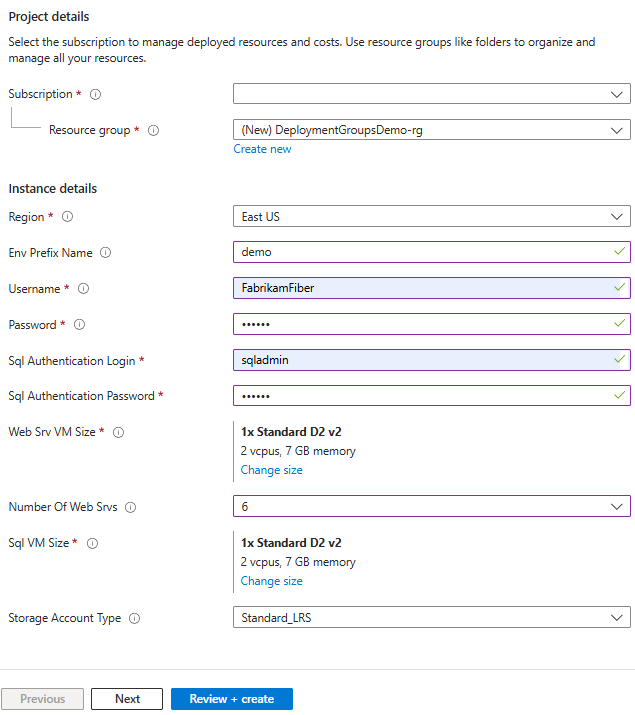 Project details
Select the subscription to manage deployed resources and costs. Use resource groups like folders to organize and
manage all your resources.
Subscription *
Resource group * (New) DeploymentGroupsDemo-rg
Create new
Instance details
Region * East US
Env Prefix Name demo
Username * FabrikamFiber
Password * ••••••
Sql Authentication Login * sqladmin
Sql Authentication Password * ••••••
Web Srv VM Size * 1x Standard D2 v2
2 vcpus, 7 GB memory
Change size
Number Of Web Srvs 6
Sql VM Size * 1x Standard D2 v2
2 vcpus, 7 GB memory
Change size
Storage Account Type Standard_LRS
Previous Next Review + create